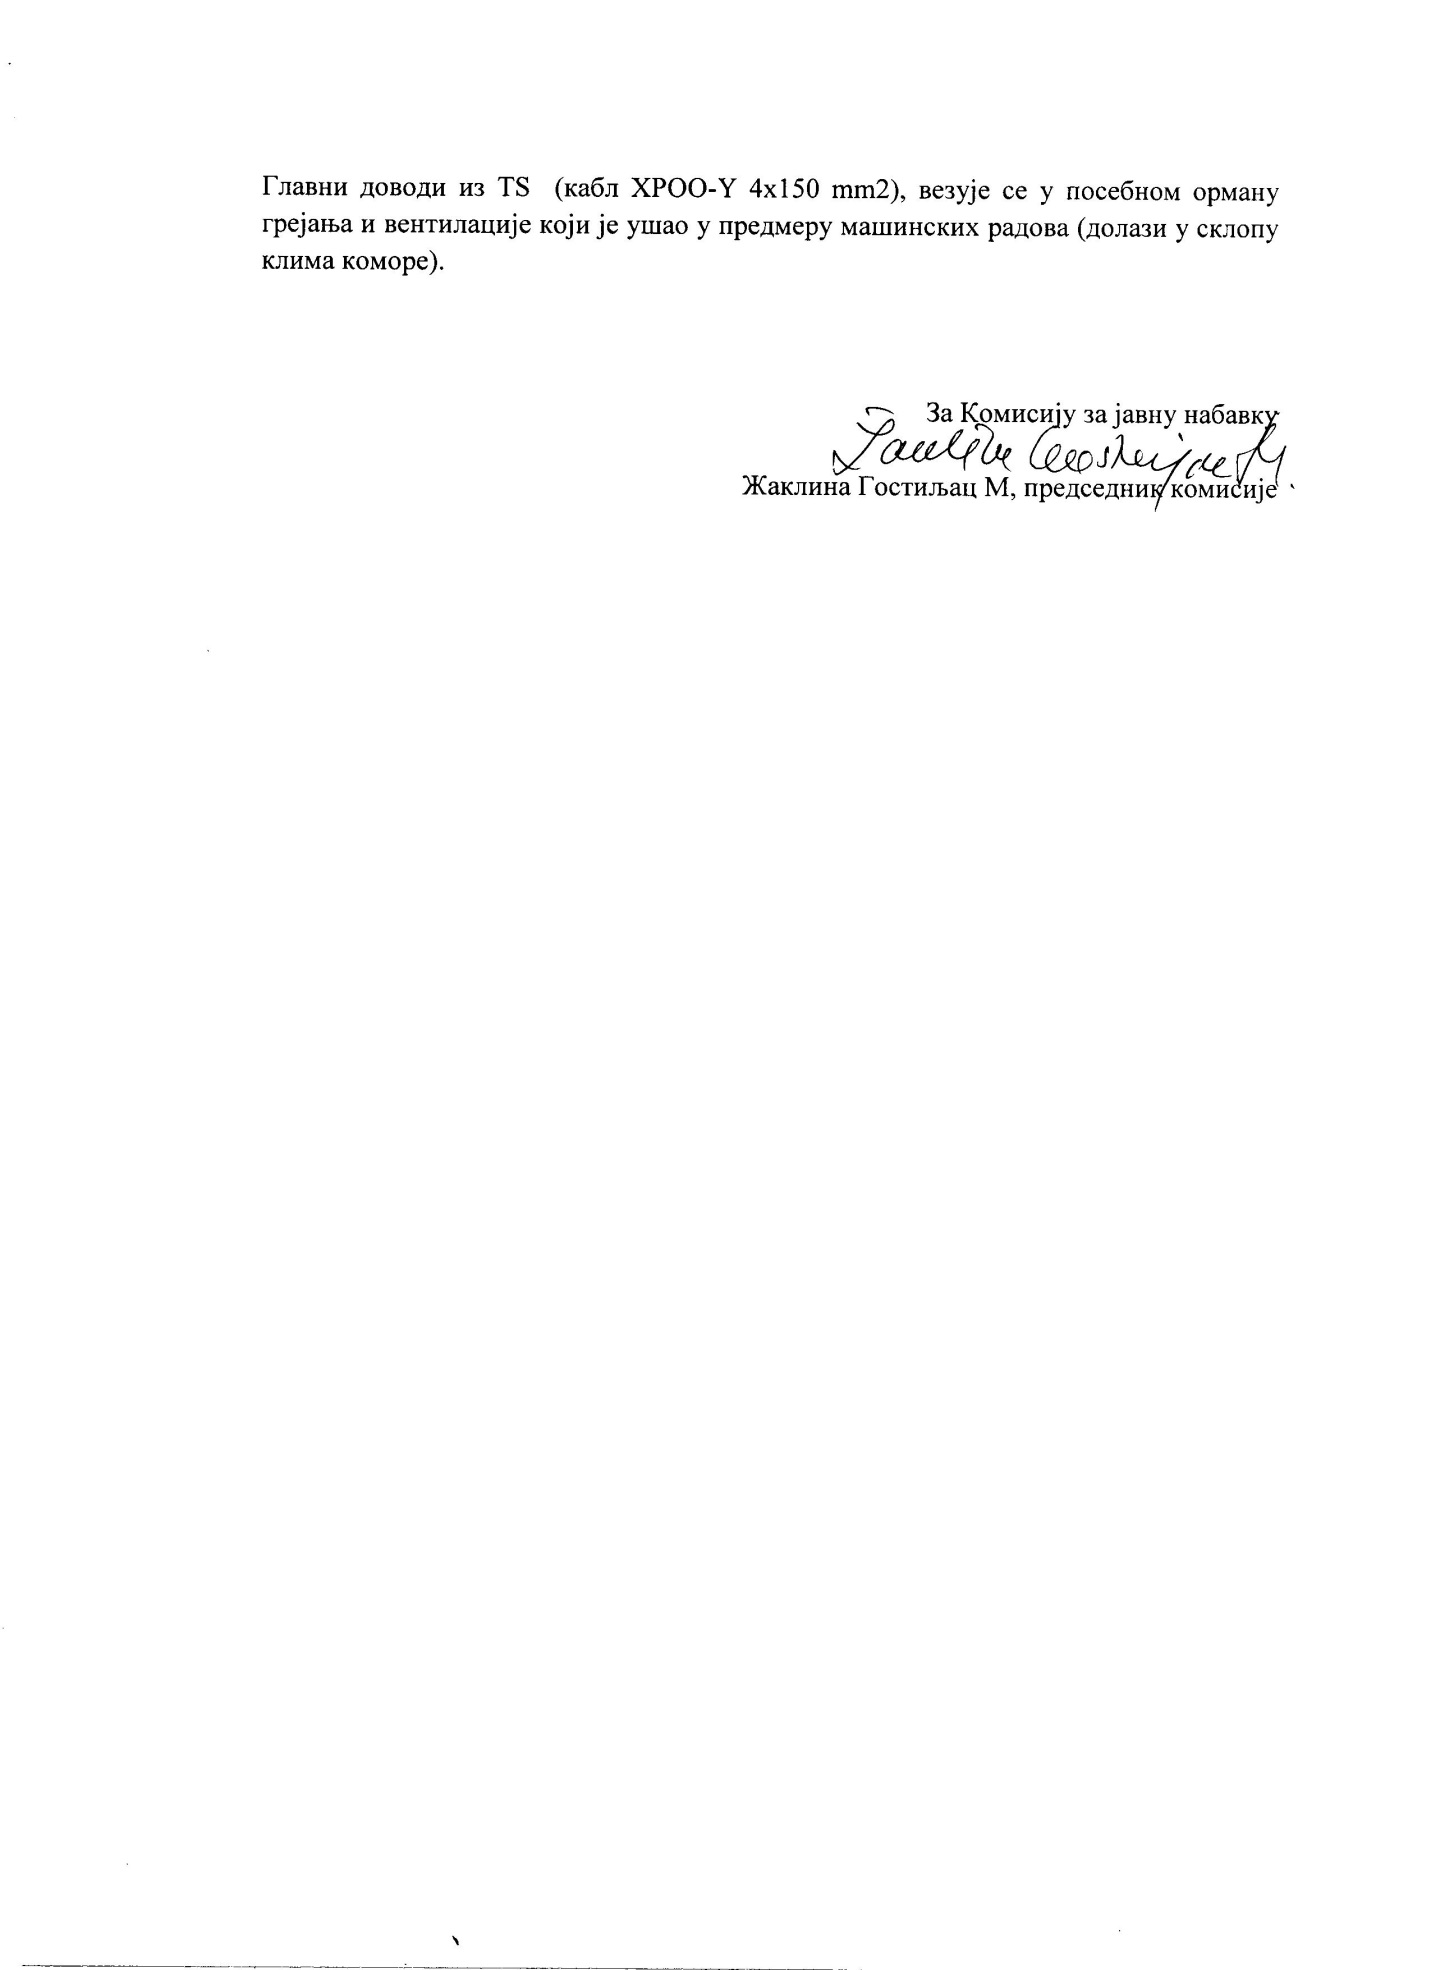 Главни доводи из TS (кабл XPOO-Y 4x150 mm2), везује се у посебном орману
грејања и вентилације који је ушао у предмеру машинских радова (долази у склопу
клима коморе).
За Комисију за јавну набавку
Жаклина Гостиљац М, председник комисије